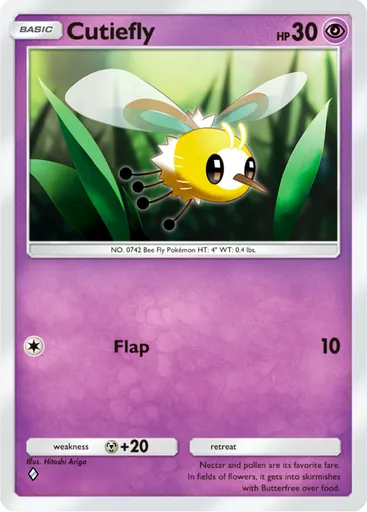 BASIC
Cutiefly
HP 30
NO. 0742 Bee Fly Pokémon HT: 4" WT: 0.4 lbs.
Flap 10
weakness +20 retreat
Illus. Hitoshi Ariga
Nectar and pollen are its favorite fare.
In fields of flowers, it gets into skirmishes
with Butterfree over food.